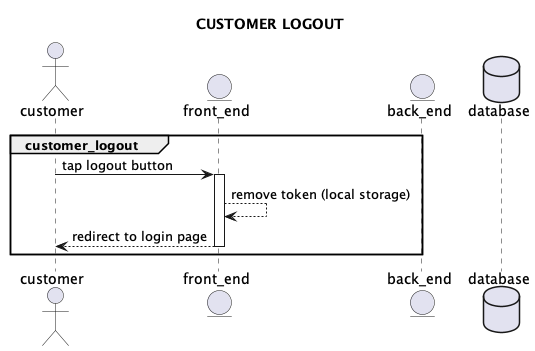 CUSTOMER LOGOUT
customer front_end back_end database
customer_logout
tap logout button
remove token (local storage)
redirect to login page
customer front_end back_end database